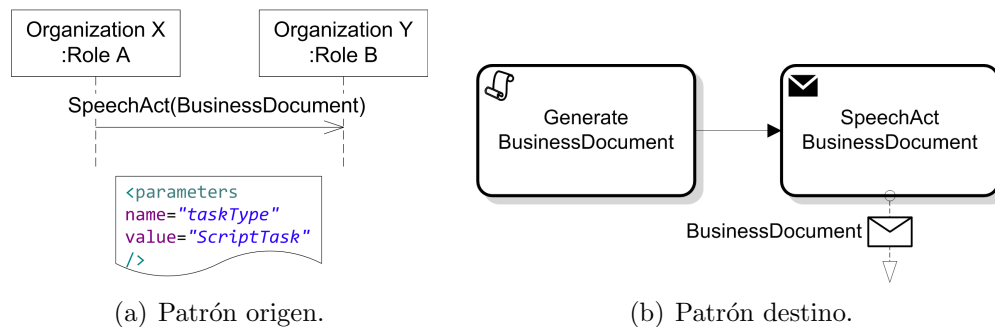 Organization X
:Role A
Organization Y
:Role B
SpeechAct(BusinessDocument)
<parameters
name="taskType"
value="ScriptTask"
/>
(a) Patrón origen.
Generate
BusinessDocument
SpeechAct
BusinessDocument
BusinessDocument
(b) Patrón destino.